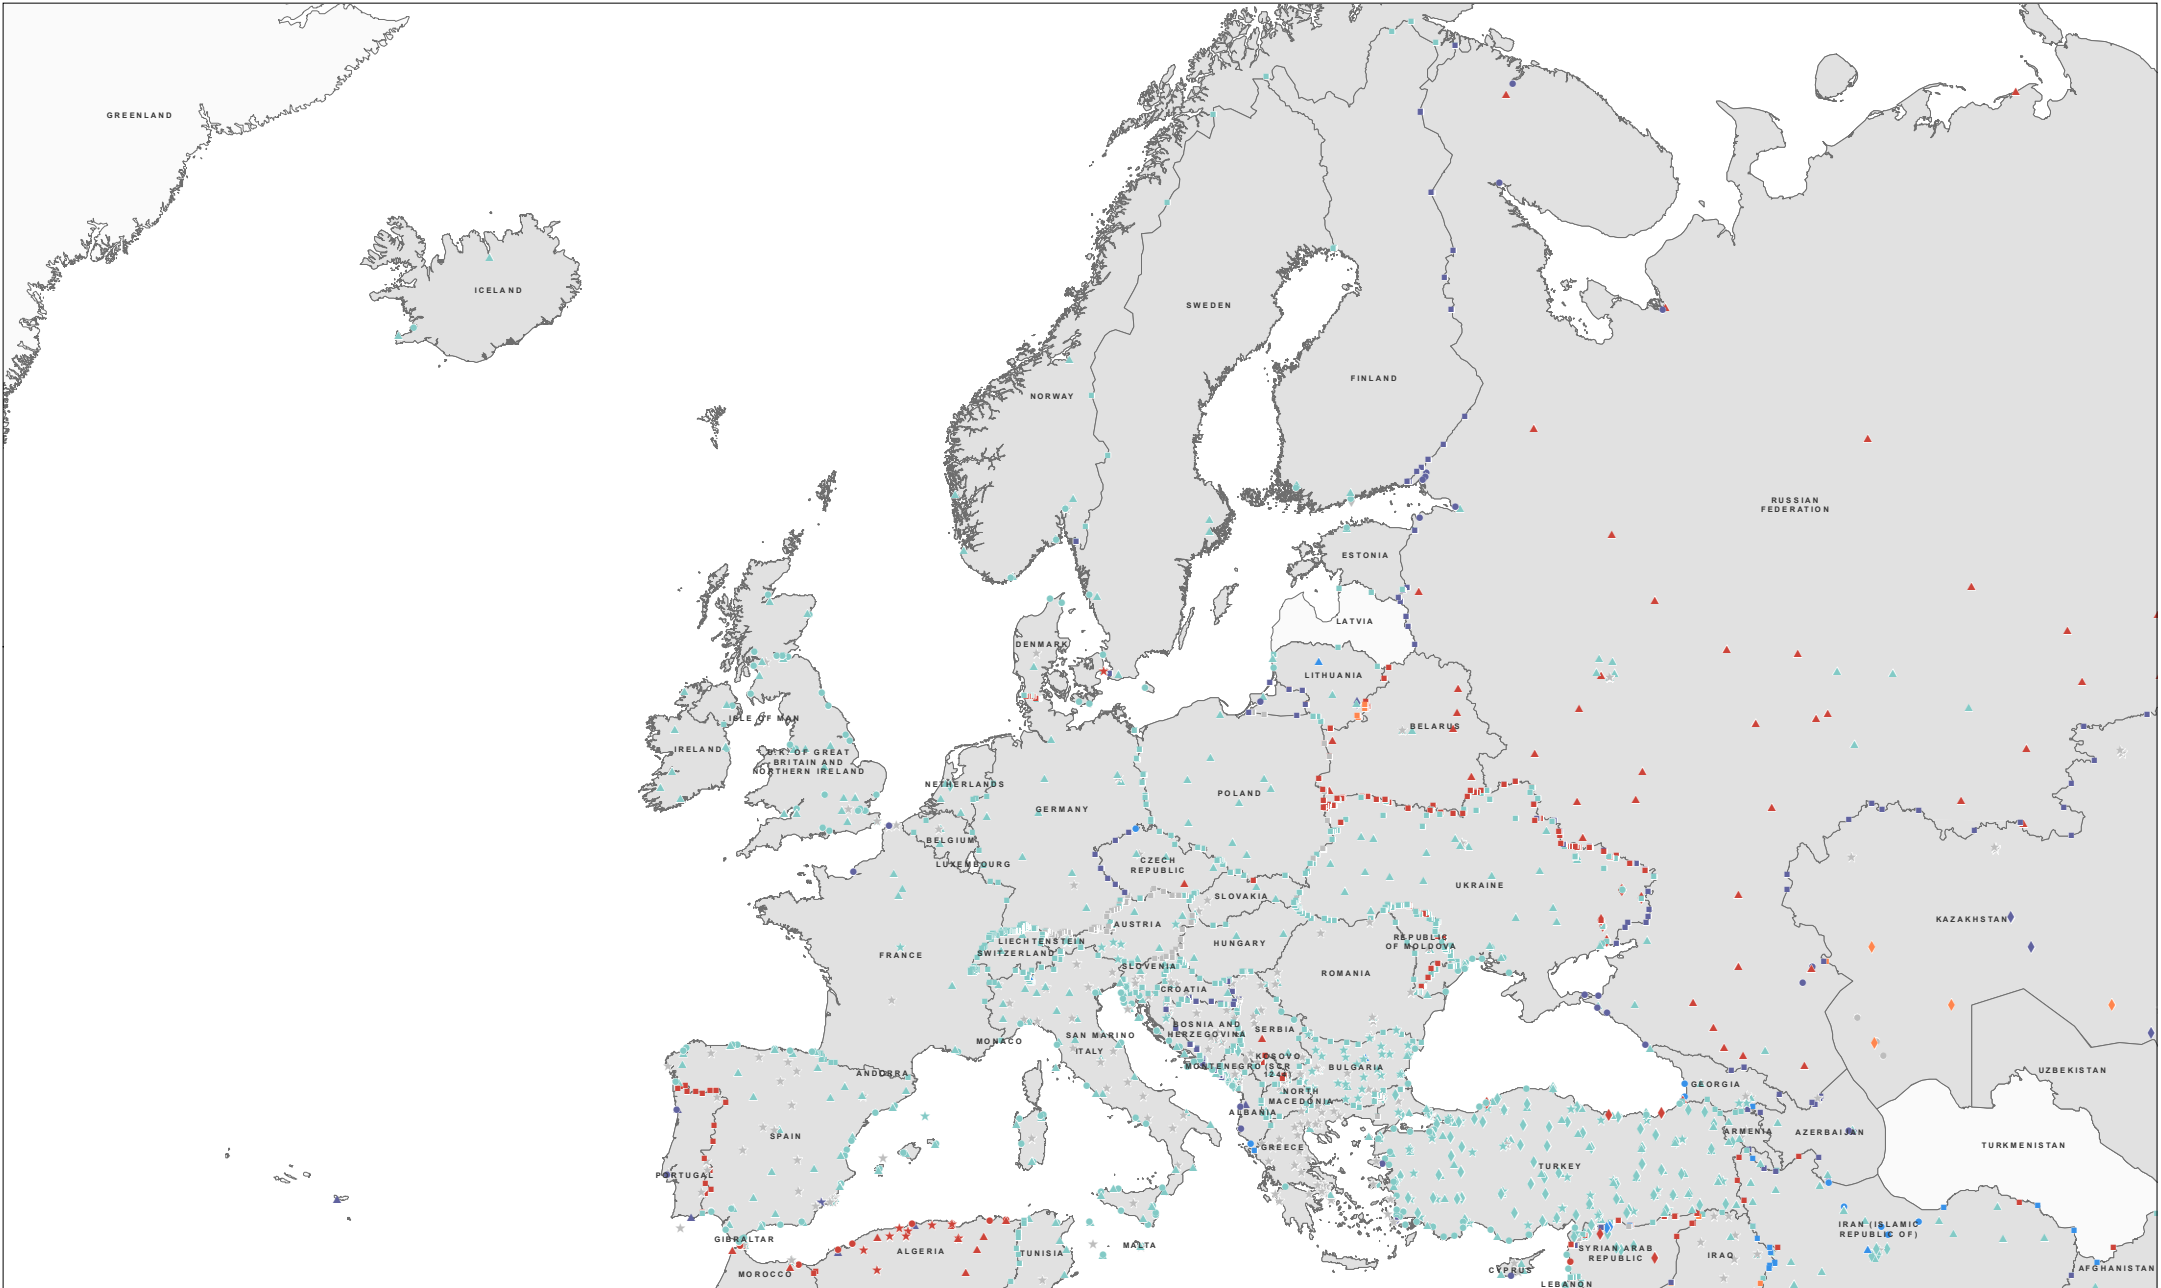 GREENLAND
ICELAND
SWEDEN
FINLAND
NORWAY
RUSSIAN
FEDERATION
ESTONIA
LATVIA
DENMARK
LITHUANIA
ISLE OF MAN
BELARUS
IRELAND
U.K. OF GREAT
BRITAIN AND
NORTHERN IRELAND
NETHERLANDS
POLAND
GERMANY
BELGIUM
LUXEMBOURG
CZECH
REPUBLIC
UKRAINE
SLOVAKIA
KAZAKHSTAN
AUSTRIA
LIECHTENSTEIN
HUNGARY
REPUBLIC
OF MOLDOVA
FRANCE
SWITZERLAND
SLOVENIA
ROMANIA
CROATIA
BOSNIA AND
HERZEGOVINA
SERBIA
SAN MARINO
MONACO
ITALY
KOSOVO
(SCR
1244)
MONTENEGRO
BULGARIA
ANDORRA
UZBEKISTAN
GEORGIA
NORTH
MACEDONIA
ALBANIA
SPAIN
GREECE
ARMENIA
AZERBAIJAN
TURKMENISTAN
PORTUGAL
TURKEY
GIBRALTAR
ALGERIA
TUNISIA
MALTA
SYRIAN ARAB
REPUBLIC
IRAQ
IRAN (ISLAMIC
REPUBLIC OF)
MOROCCO
CYPRUS
LEBANON
AFGHANISTAN